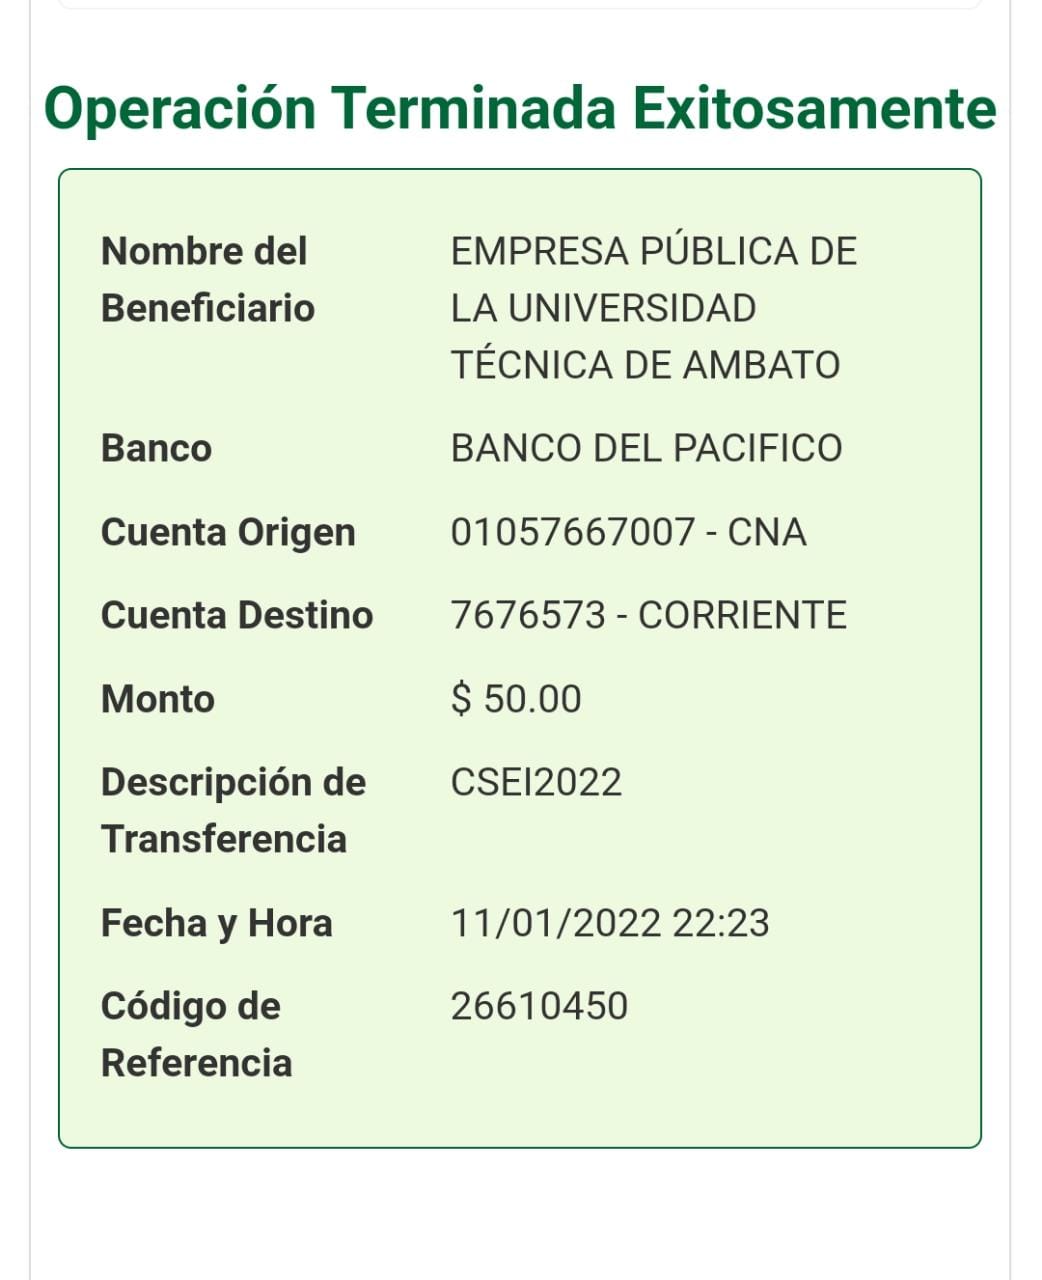 Operación Terminada Exitosamente
Nombre del Beneficiario EMPRESA PÚBLICA DE LA UNIVERSIDAD TÉCNICA DE AMBATO
Banco BANCO DEL PACIFICO
Cuenta Origen 01057667007 - CNA
Cuenta Destino 7676573 - CORRIENTE
Monto $ 50.00
Descripción de Transferencia CSEI2022
Fecha y Hora 11/01/2022 22:23
Código de Referencia 26610450